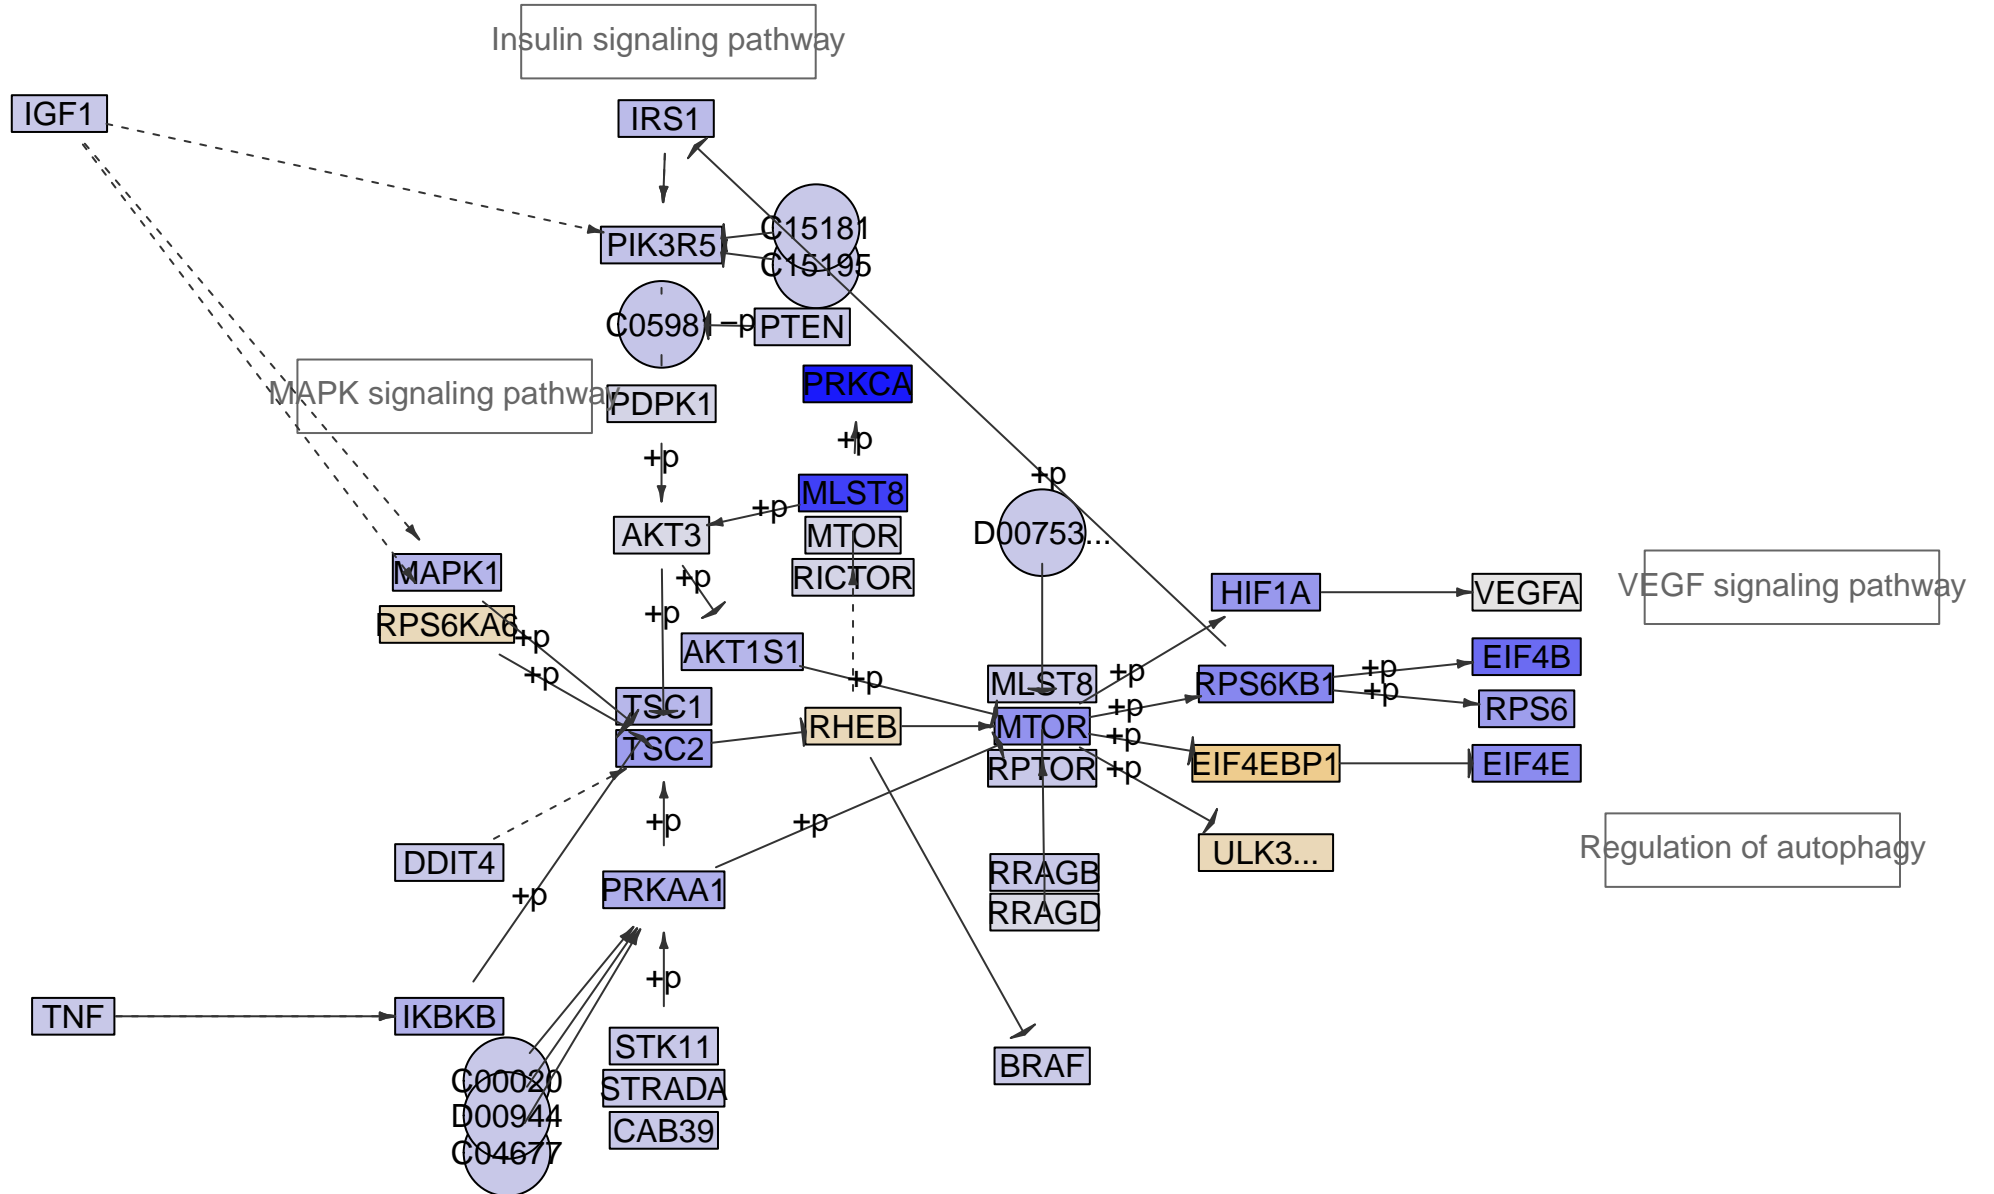 Insulin signaling pathway
IGF1
IRS1
PIK3R5
C15181
C15195
−p
PTEN
MAPK signaling pathway
PDPK1
PRKCA
+p
+p
MLST8
+p
+p
AKT3
MTOR
D00753...
RICTOR
MAPK1
+p
+p
HIF1A
VEGFA
VEGF signaling pathway
RPS6KA6
+p
AKT1S1
EIF4B
+p
+p
+p
MLST8
+p
RPS6KB1
+p
TSC1
+p
RPS6
RHEB
MTOR
+p
TSC2
RPTOR
+p
EIF4EBP1
EIF4E
+p
+p
DDIT4
ULK3...
Regulation of autophagy
+p
PRKAA1
RRAGB
RRAGD
+p
TNF
IKBKB
STK11
BRAF
C00020
STRADA
D00944
CAB39
C04677